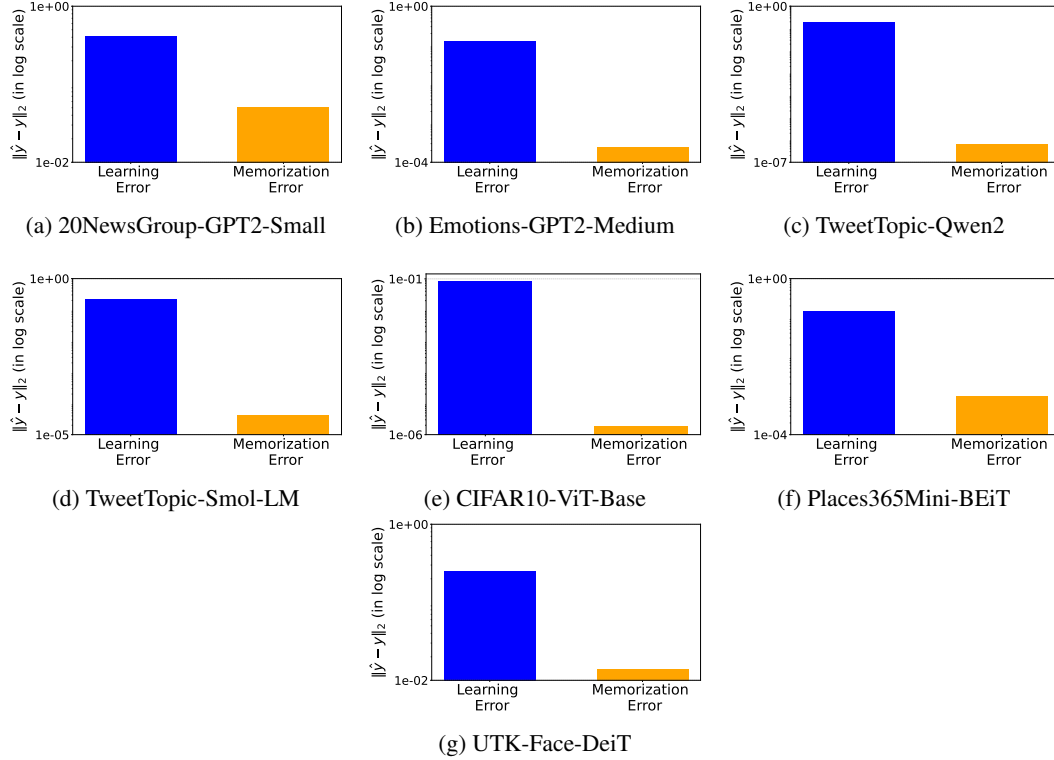 1e-00
‖ŷ − y‖₂ (in log scale)
1e-02
Learning
Error
Memorization
Error
(a) 20NewsGroup-GPT2-Small
1e-00
‖ŷ − y‖₂ (in log scale)
1e-04
Learning
Error
Memorization
Error
(b) Emotions-GPT2-Medium
1e-00
‖ŷ − y‖₂ (in log scale)
1e-07
Learning
Error
Memorization
Error
(c) TweetTopic-Qwen2
1e+00
‖ŷ − y‖₂ (in log scale)
1e-05
Learning
Error
Memorization
Error
(d) TweetTopic-Smol-LM
1e-01
‖ŷ − y‖₂ (in log scale)
1e-06
Learning
Error
Memorization
Error
(e) CIFAR10-ViT-Base
1e+00
‖ŷ − y‖₂ (in log scale)
1e-04
Learning
Error
Memorization
Error
(f) Places365Mini-BEiT
1e+00
‖ŷ − y‖₂ (in log scale)
1e-02
Learning
Error
Memorization
Error
(g) UTK-Face-DeiT